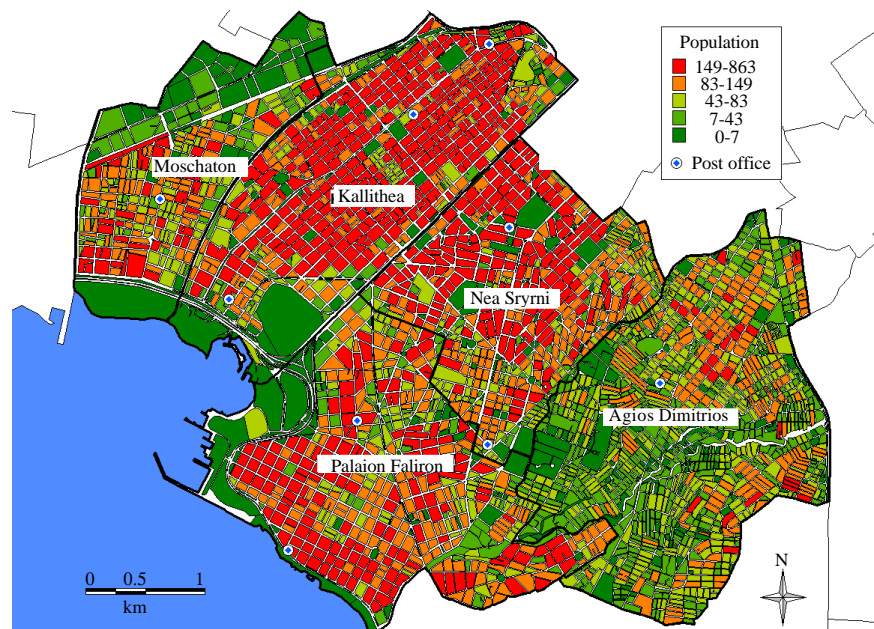 Population
149-863
83-149
43-83
7-43
0-7
Post office
Moschaton
Kallithea
Nea Sryrni
Agios Dimitrios
Palaion Faliron
0 0.5 1
km
N